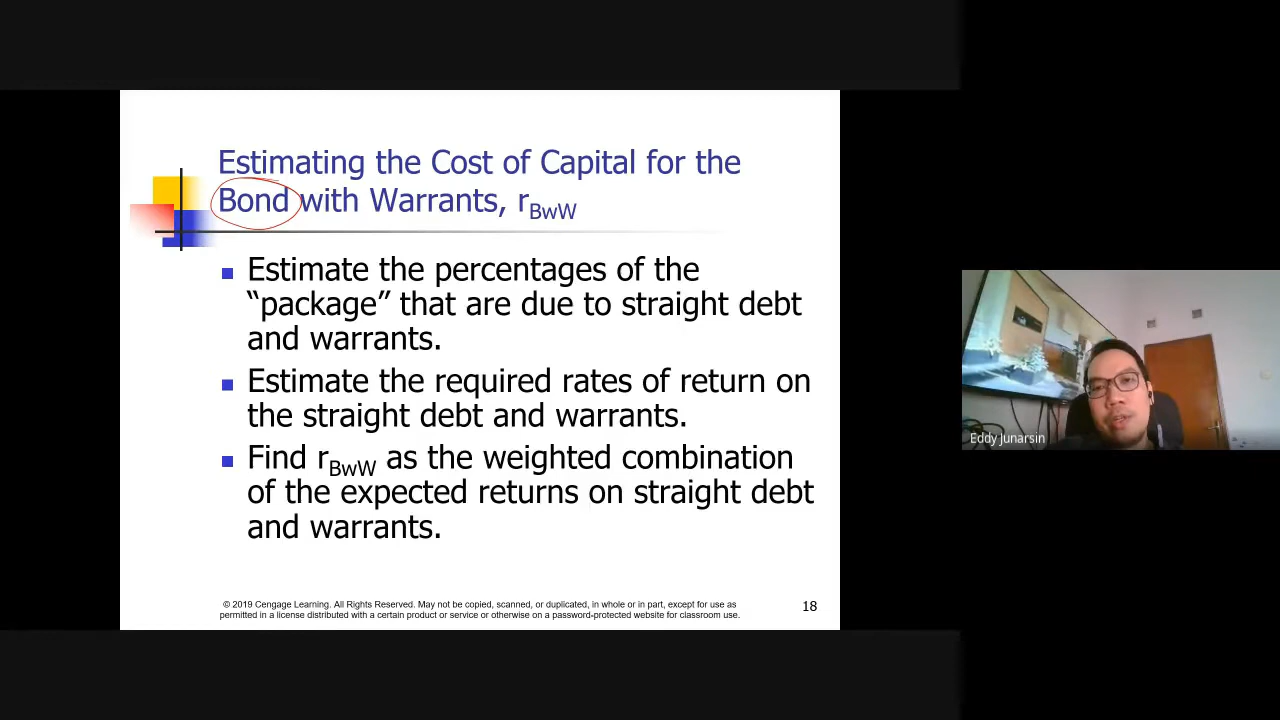 Estimating the Cost of Capital for the
Bond with Warrants, rBwW
Estimate the percentages of the
“package” that are due to straight debt
and warrants.
Estimate the required rates of return on
the straight debt and warrants.
Find rBwW as the weighted combination
of the expected returns on straight debt
and warrants.
© 2019 Cengage Learning. All Rights Reserved. May not be copied, scanned, or duplicated, in whole or in part, except for use as
permitted in a license distributed with a certain product or service or otherwise on a password-protected website for classroom use.
18
Eddy Junarsin